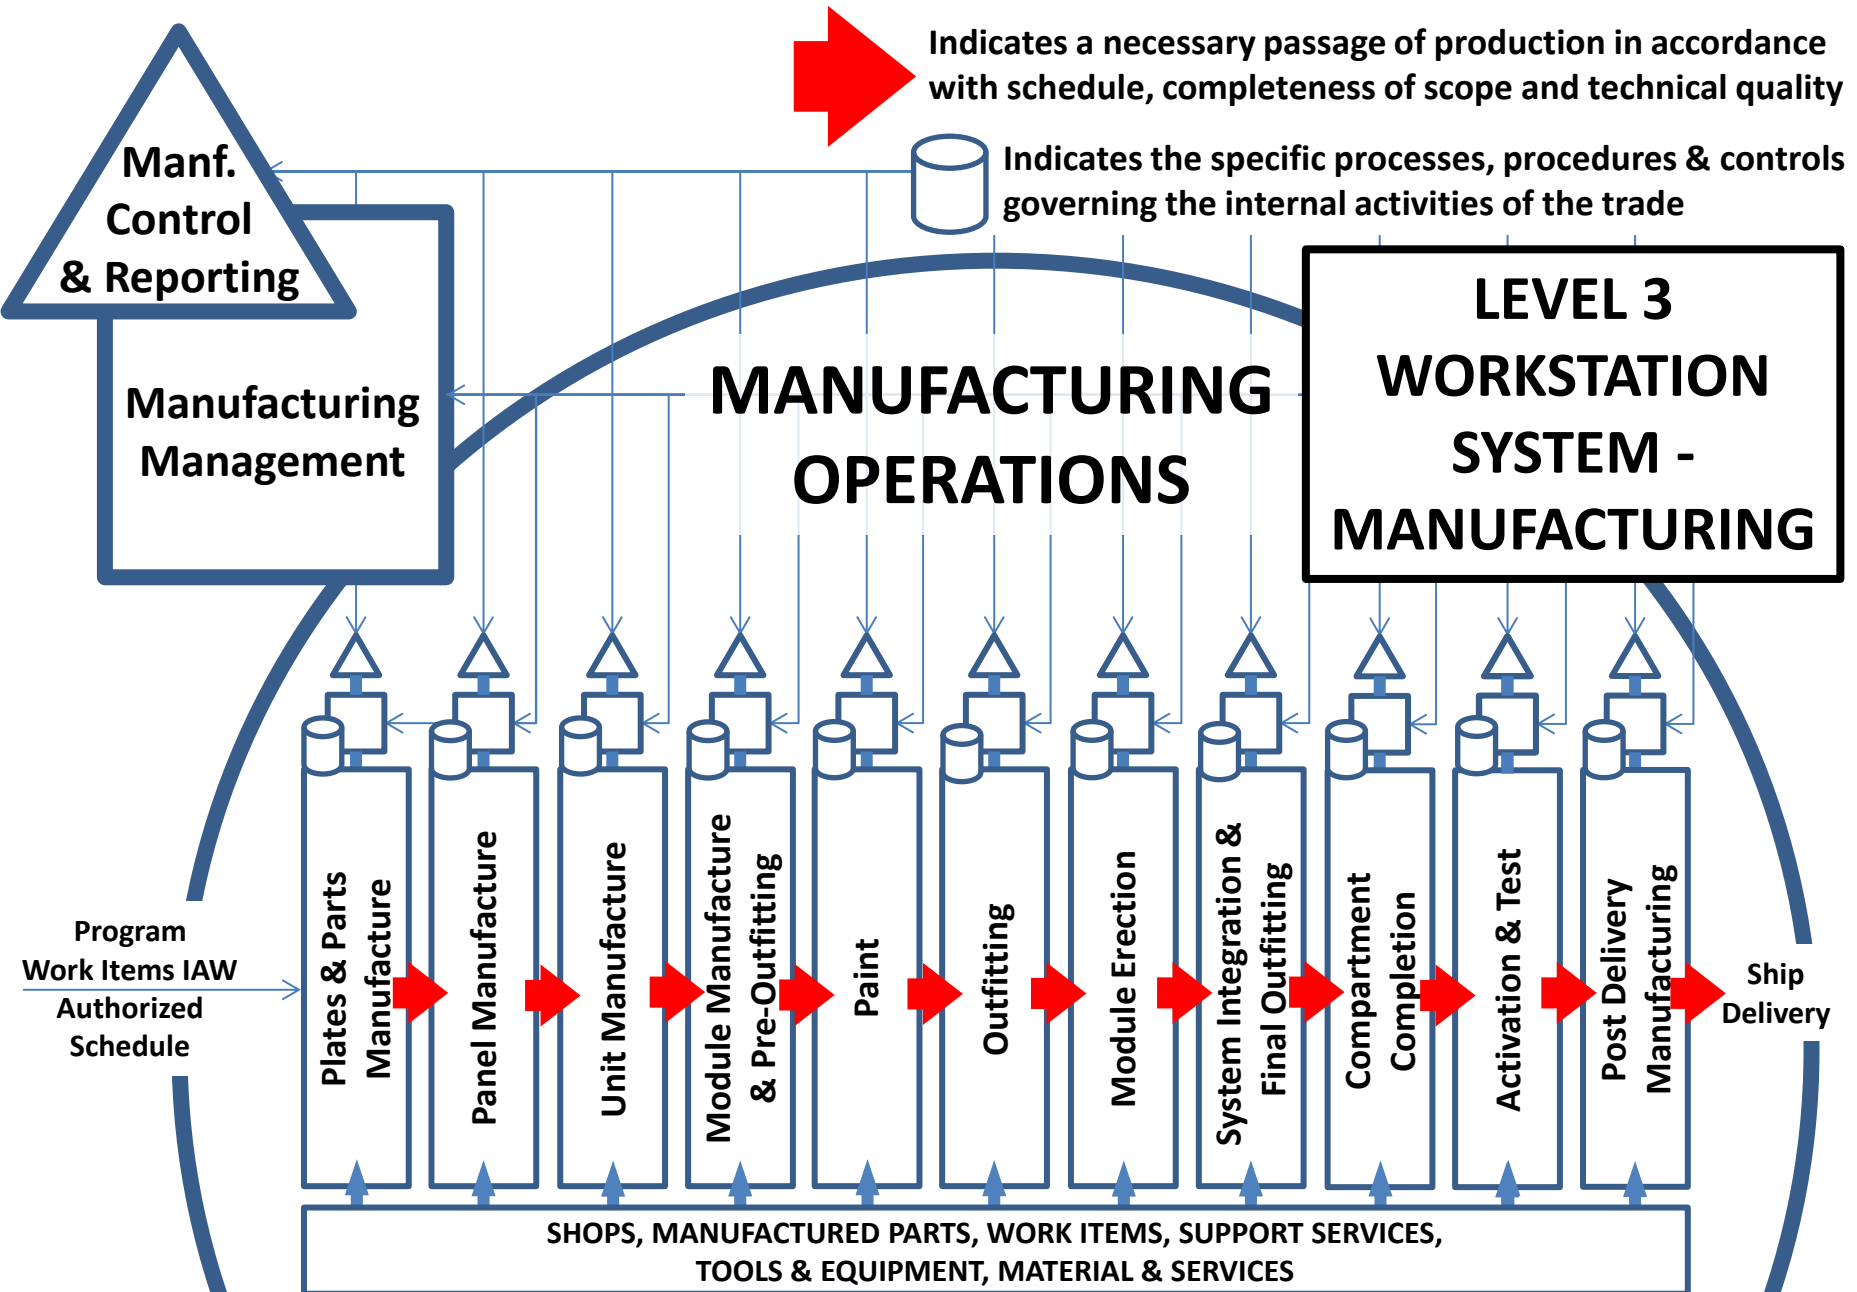 Indicates a necessary passage of production in accordance
with schedule, completeness of scope and technical quality
Indicates the specific processes, procedures & controls
governing the internal activities of the trade
Manf.
Control
& Reporting
Manufacturing
Management
MANUFACTURING
OPERATIONS
LEVEL 3
WORKSTATION
SYSTEM -
MANUFACTURING
Program
Work Items IAW
Authorized
Schedule
Plates & Parts
Manufacture
Panel Manufacture
Unit Manufacture
Module Manufacture
& Pre-Outfitting
Paint
Outfitting
Module Erection
System Integration &
Final Outfitting
Compartment
Completion
Activation & Test
Post Delivery
Manufacturing
Ship
Delivery
SHOPS, MANUFACTURED PARTS, WORK ITEMS, SUPPORT SERVICES,
TOOLS & EQUIPMENT, MATERIAL & SERVICES